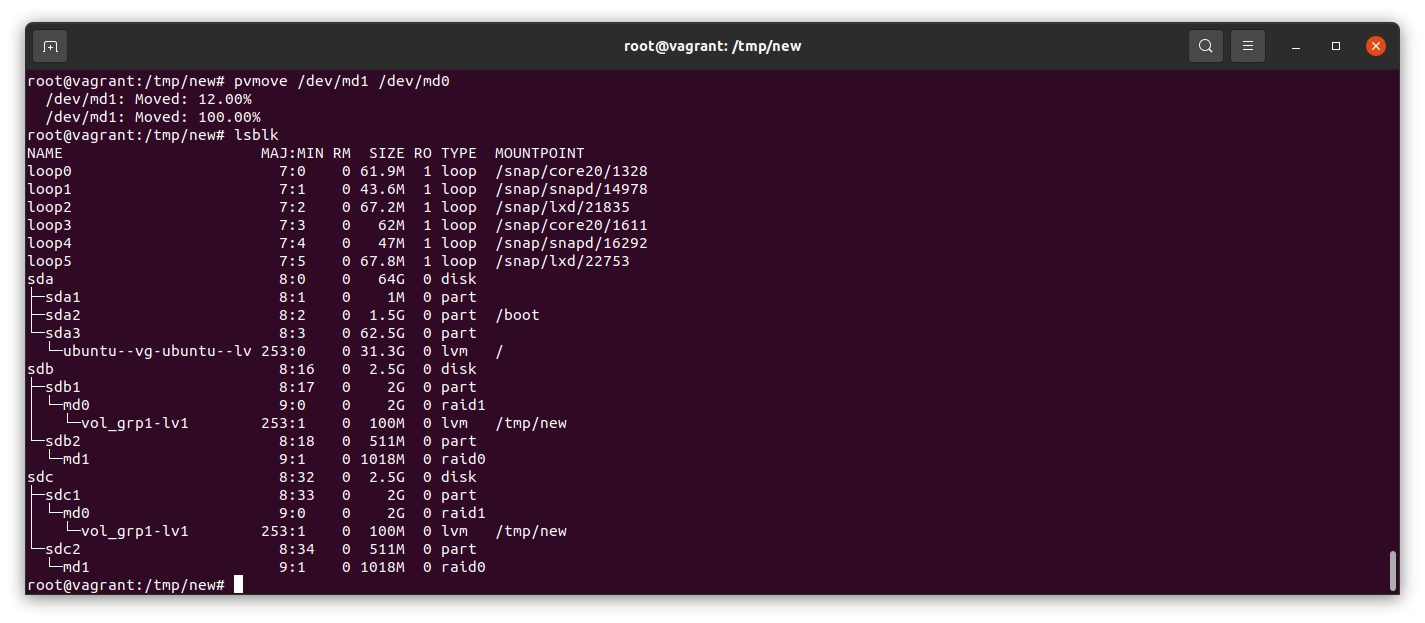 root@vagrant: /tmp/new
root@vagrant:/tmp/new# pvmove /dev/md1 /dev/md0
  /dev/md1: Moved: 12.00%
  /dev/md1: Moved: 100.00%
root@vagrant:/tmp/new# lsblk
NAME                      MAJ:MIN RM  SIZE RO TYPE  MOUNTPOINT
loop0                       7:0    0 61.9M  1 loop  /snap/core20/1328
loop1                       7:1    0 43.6M  1 loop  /snap/snapd/14978
loop2                       7:2    0 67.2M  1 loop  /snap/lxd/21835
loop3                       7:3    0   62M  1 loop  /snap/core20/1611
loop4                       7:4    0   47M  1 loop  /snap/snapd/16292
loop5                       7:5    0 67.8M  1 loop  /snap/lxd/22753
sda                         8:0    0   64G  0 disk
├─sda1                      8:1    0    1M  0 part
├─sda2                      8:2    0  1.5G  0 part  /boot
└─sda3                      8:3    0 62.5G  0 part
  └─ubuntu--vg-ubuntu--lv 253:0    0 31.3G  0 lvm   /
sdb                         8:16   0  2.5G  0 disk
├─sdb1                      8:17   0    2G  0 part
│ └─md0                     9:0    0    2G  0 raid1
│   └─vol_grp1-lv1        253:1    0  100M  0 lvm   /tmp/new
└─sdb2                      8:18   0  511M  0 part
  └─md1                     9:1    0 1018M  0 raid0
sdc                         8:32   0  2.5G  0 disk
├─sdc1                      8:33   0    2G  0 part
│ └─md0                     9:0    0    2G  0 raid1
│   └─vol_grp1-lv1        253:1    0  100M  0 lvm   /tmp/new
└─sdc2                      8:34   0  511M  0 part
  └─md1                     9:1    0 1018M  0 raid0
root@vagrant:/tmp/new#